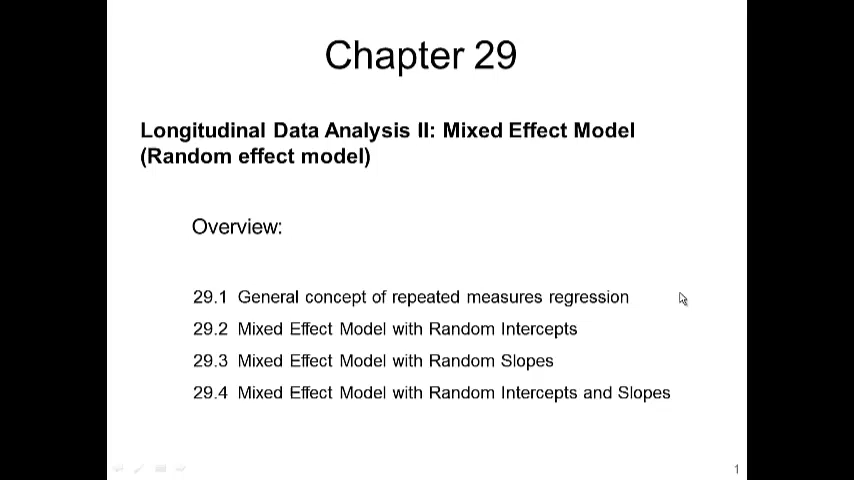 Chapter 29
Longitudinal Data Analysis II: Mixed Effect Model
(Random effect model)
Overview:
29.1 General concept of repeated measures regression
29.2 Mixed Effect Model with Random Intercepts
29.3 Mixed Effect Model with Random Slopes
29.4 Mixed Effect Model with Random Intercepts and Slopes
1